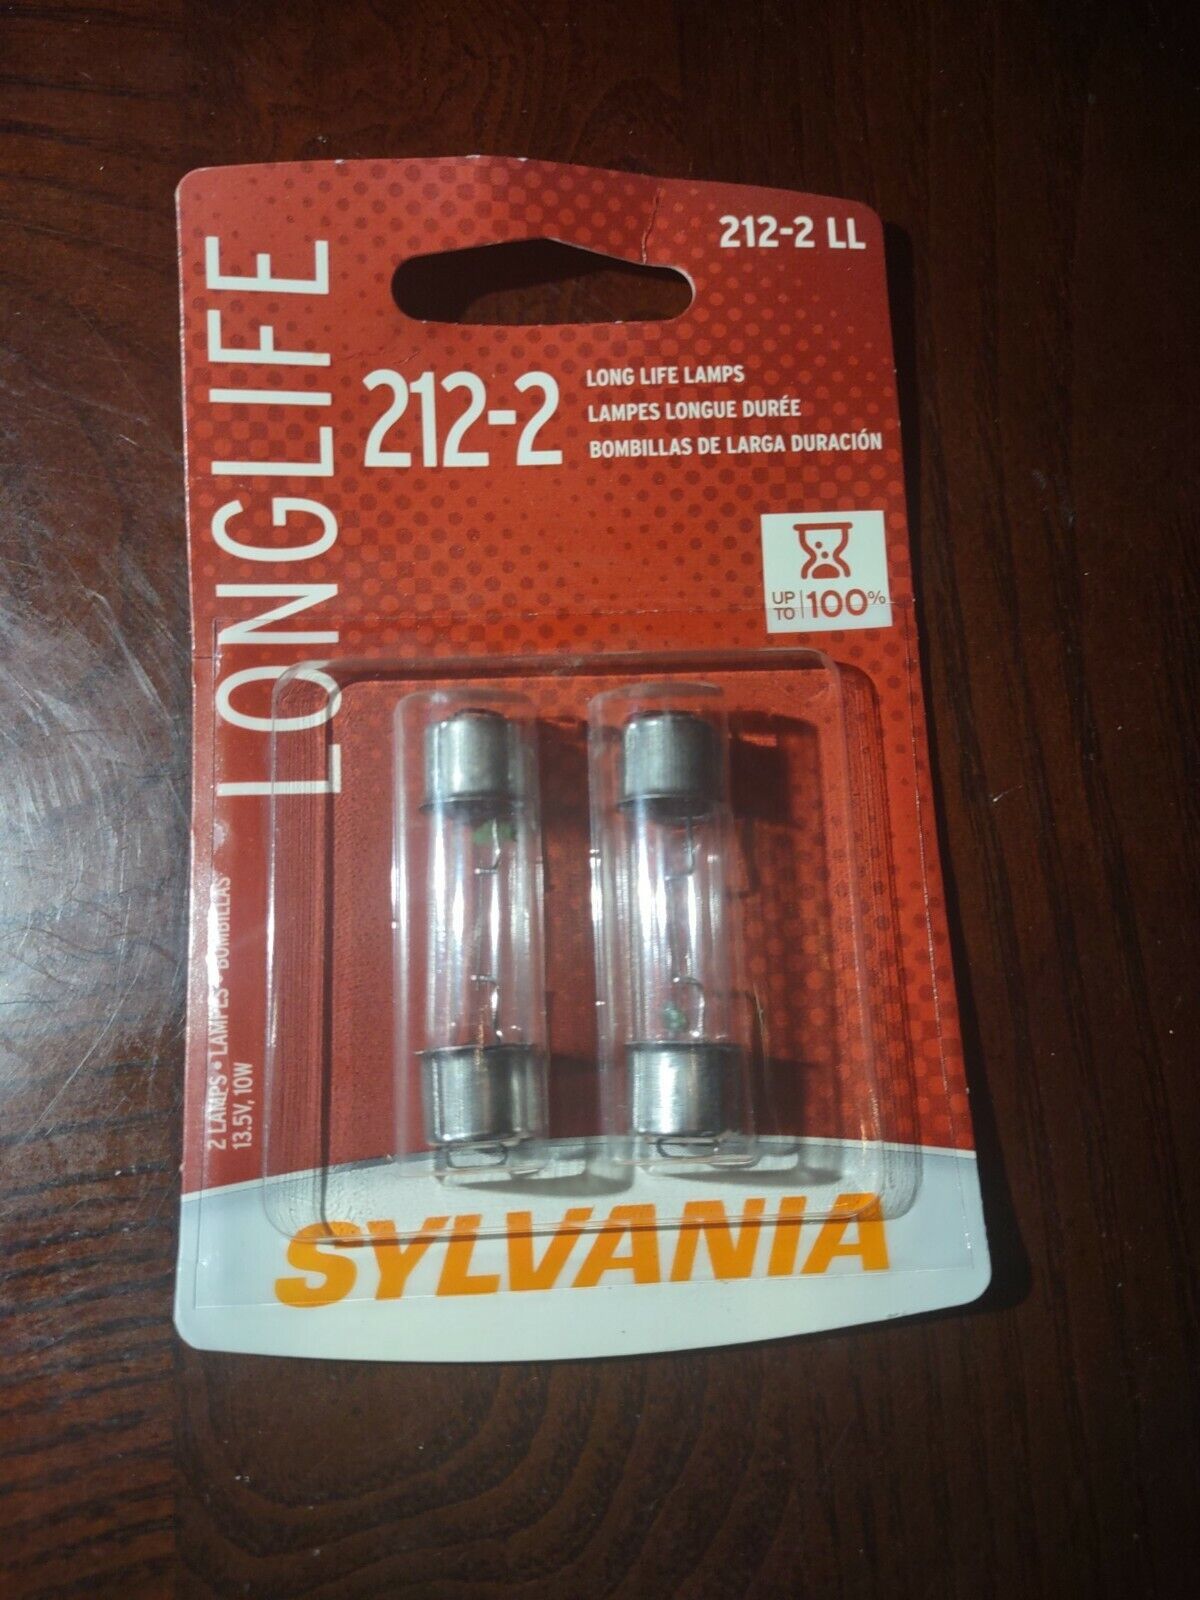 212-2 LL
LONGLIFE
212-2
LONG LIFE LAMPS
LAMPES LONGUE DURÉE
BOMBILLAS DE LARGA DURACIÓN
UP TO 100%
2 LAMPS • LAMPES • BOMBILLAS
13.5V, 10W
SYLVANIA